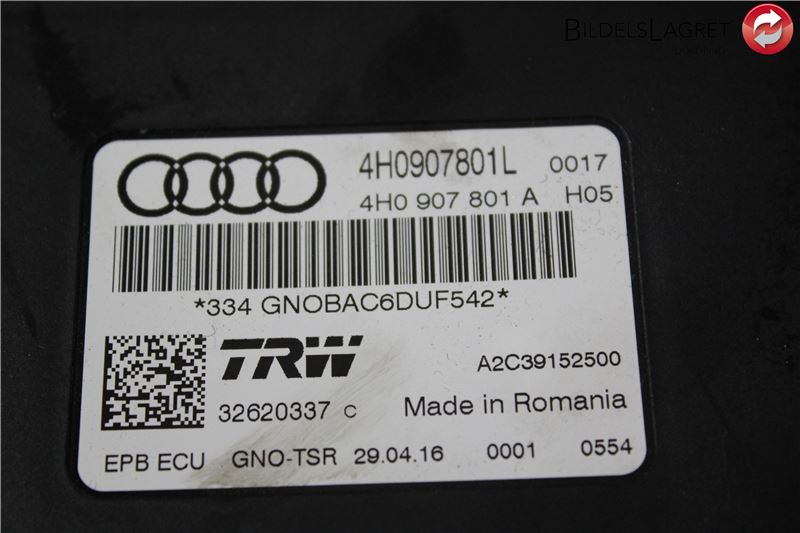 BILDELSLAGRET
LJUNGBYHED
4H0907801L 0017
4H0 907 801 A H05
*334 GNOBAC6DUF542*
TRW A2C39152500
32620337 C Made in Romania
EPB ECU GNO-TSR 29.04.16 0001 0554